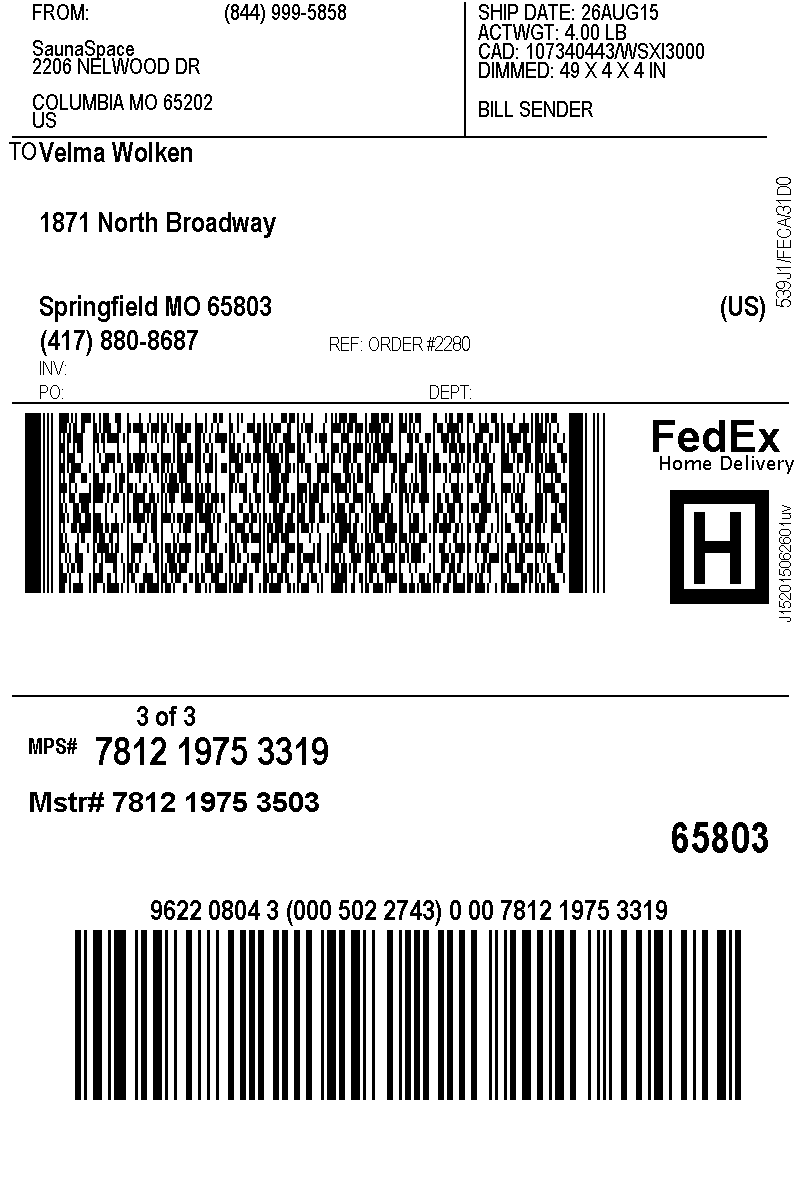 FROM: (844) 999-5858
SaunaSpace
2206 NELWOOD DR
COLUMBIA MO 65202
US
SHIP DATE: 26AUG15
ACTWGT: 4.00 LB
CAD: 107340443/WSXI3000
DIMMED: 49 X 4 X 4 IN
BILL SENDER
TO Velma Wolken
1871 North Broadway
Springfield MO 65803 (US)
(417) 880-8687 REF: ORDER #2280
INV:
PO: DEPT:
539J1/FECA/31D0
FedEx
Home Delivery
H
J152015062601uv
3 of 3
MPS# 7812 1975 3319
Mstr# 7812 1975 3503
65803
9622 0804 3 (000 502 2743) 0 00 7812 1975 3319